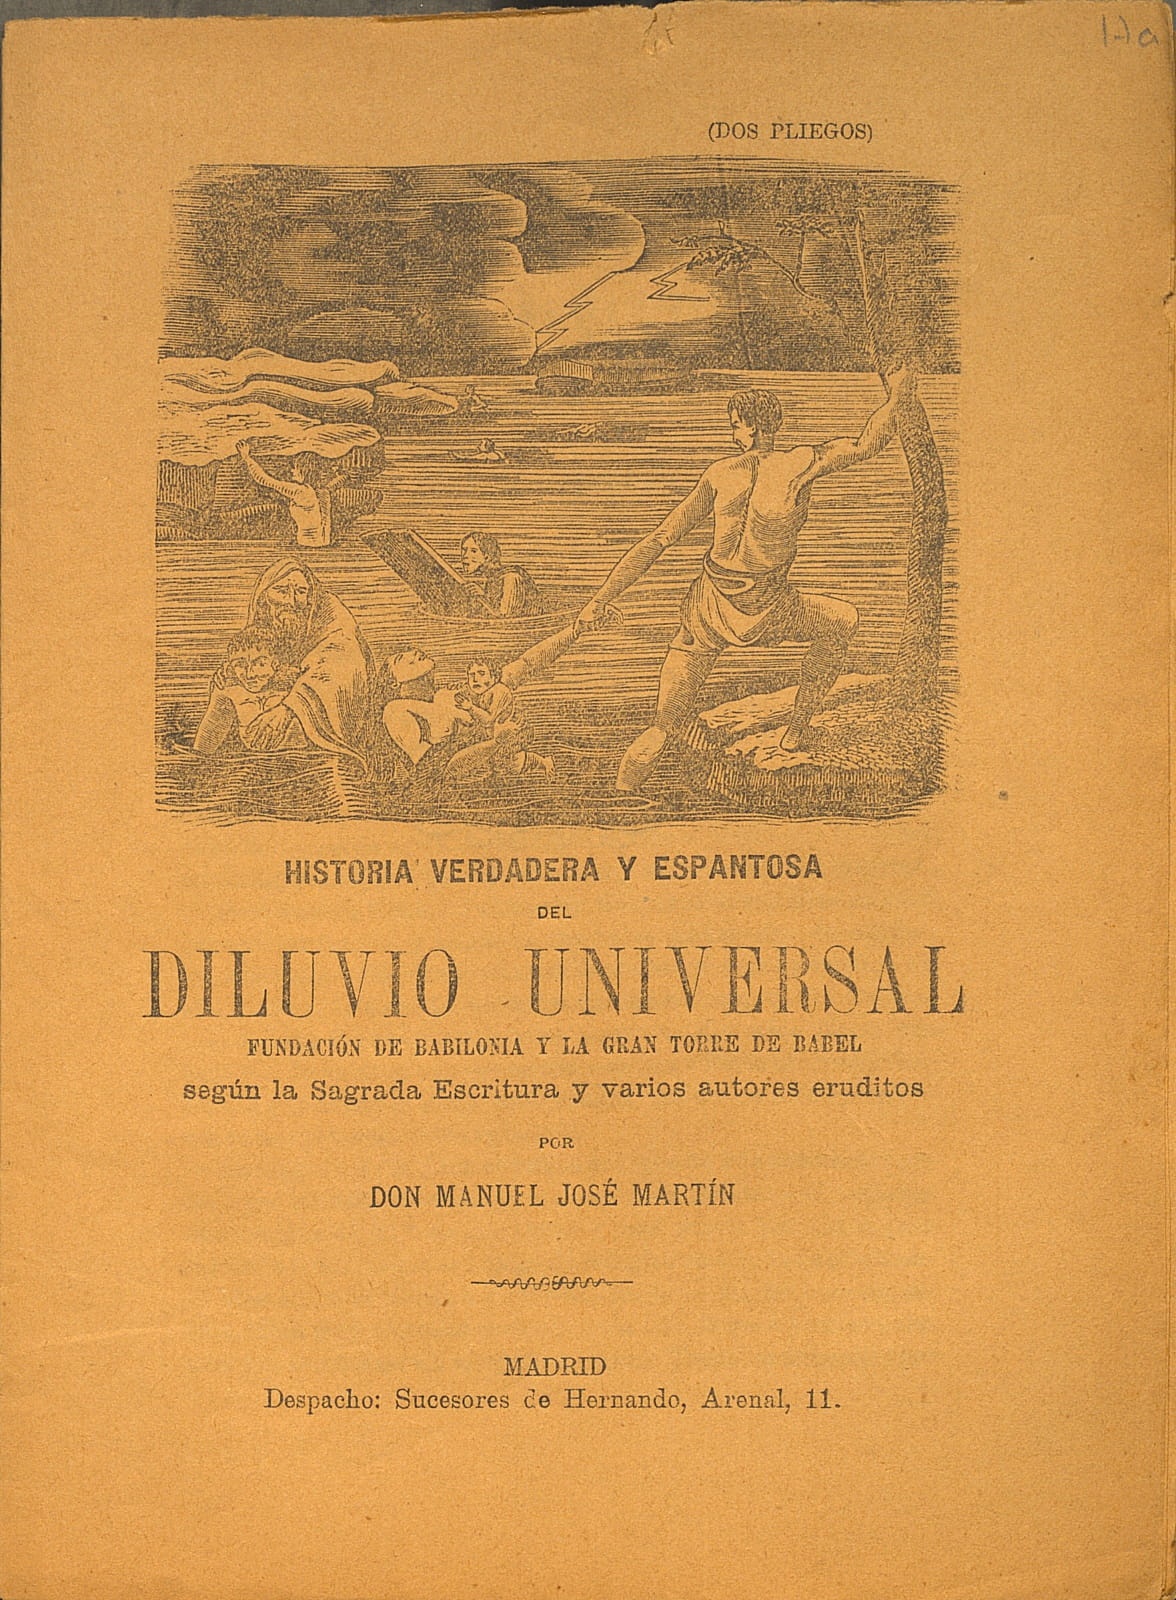 (DOS PLIEGOS)
HISTORIA VERDADERA Y ESPANTOSA
DEL
DILUVIO UNIVERSAL
FUNDACIÓN DE BABILONIA Y LA GRAN TORRE DE BABEL
según la Sagrada Escritura y varios autores eruditos
POR
DON MANUEL JOSÉ MARTÍN
MADRID
Despacho: Sucesores de Hernando, Arenal, 11.